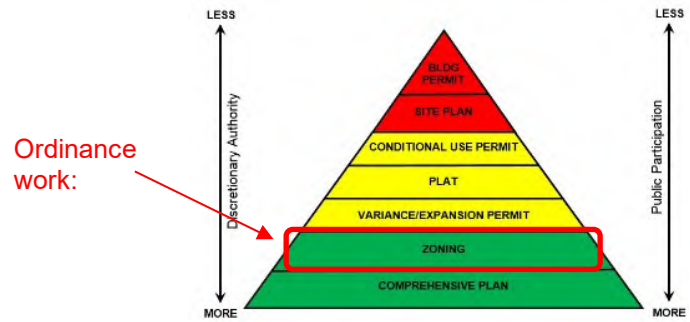 LESS
LESS
BLDG
PERMIT
SITE PLAN
Ordinance
work:
CONDITIONAL USE PERMIT
PLAT
VARIANCE/EXPANSION PERMIT
ZONING
COMPREHENSIVE PLAN
Discretionary Authority
Public Participation
MORE
MORE